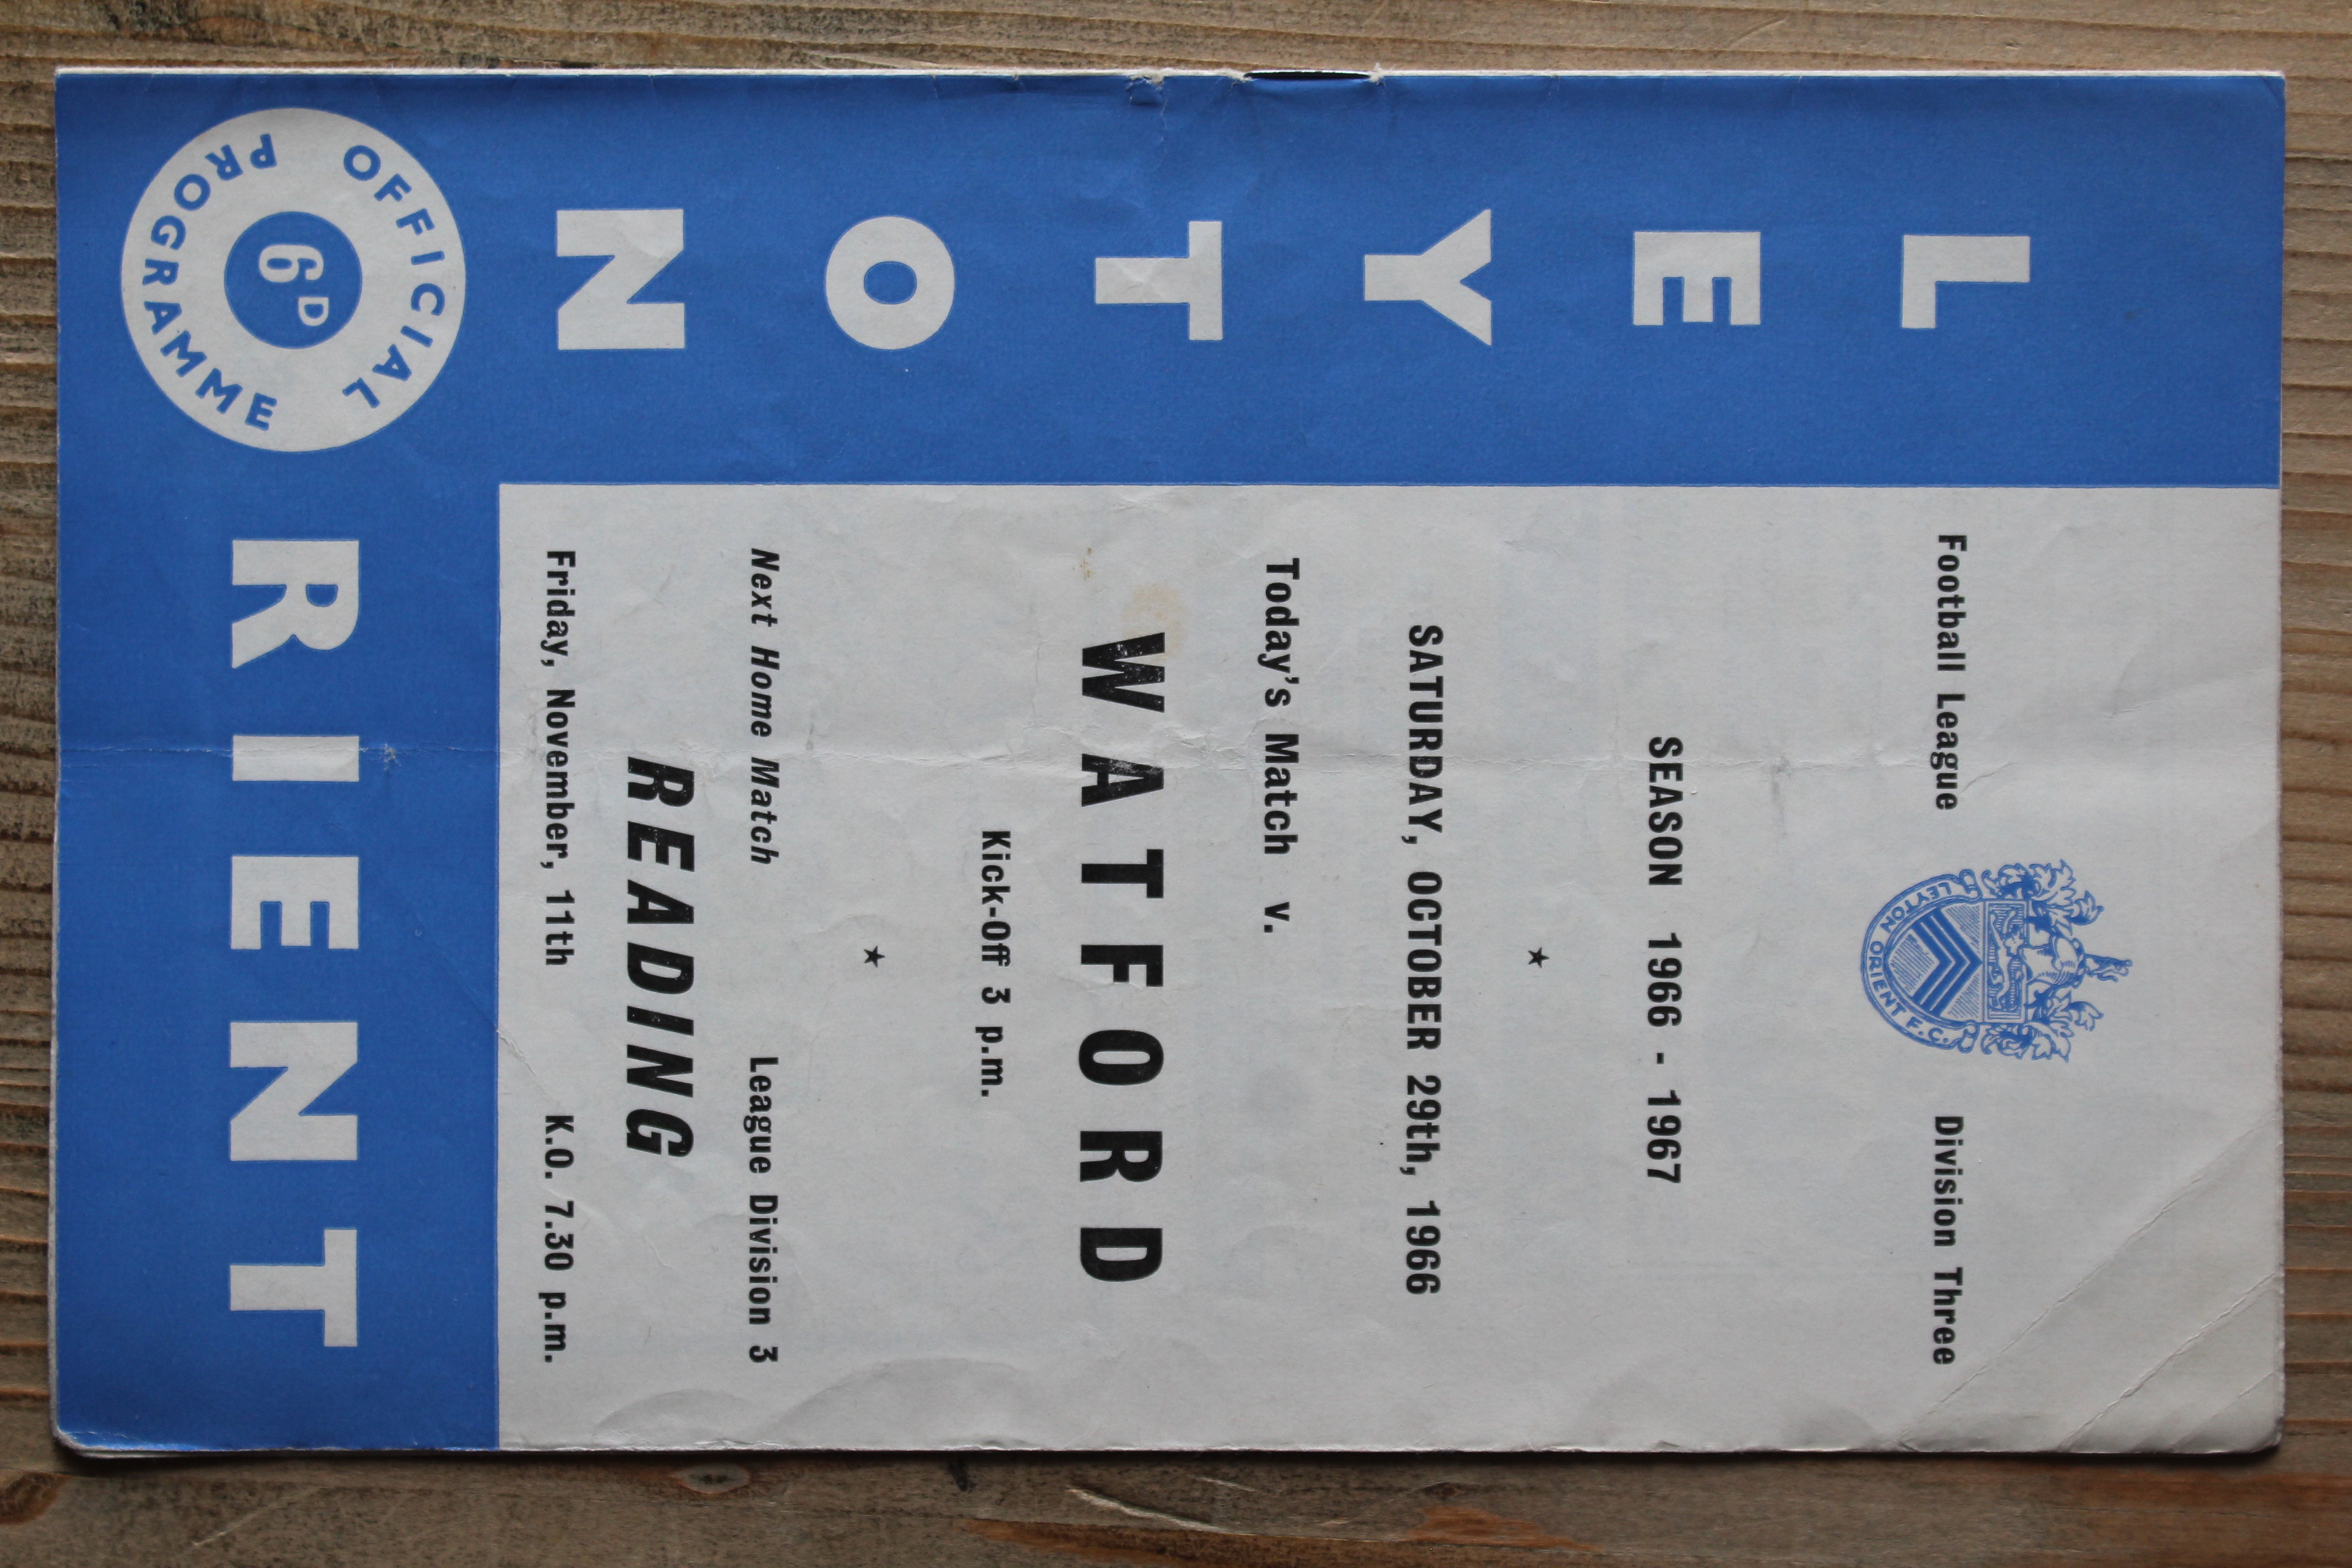 Football League
Division Three
LEYTON ORIENT F.C.
SEASON 1966 - 1967
SATURDAY, OCTOBER 29th, 1966
Today's Match v.
WATFORD
Kick-Off 3 p.m.
Next Home Match League Division 3
READING
Friday, November, 11th K.O. 7.30 p.m.
LEYTON
OFFICIAL PROGRAMME
6D
RIENT